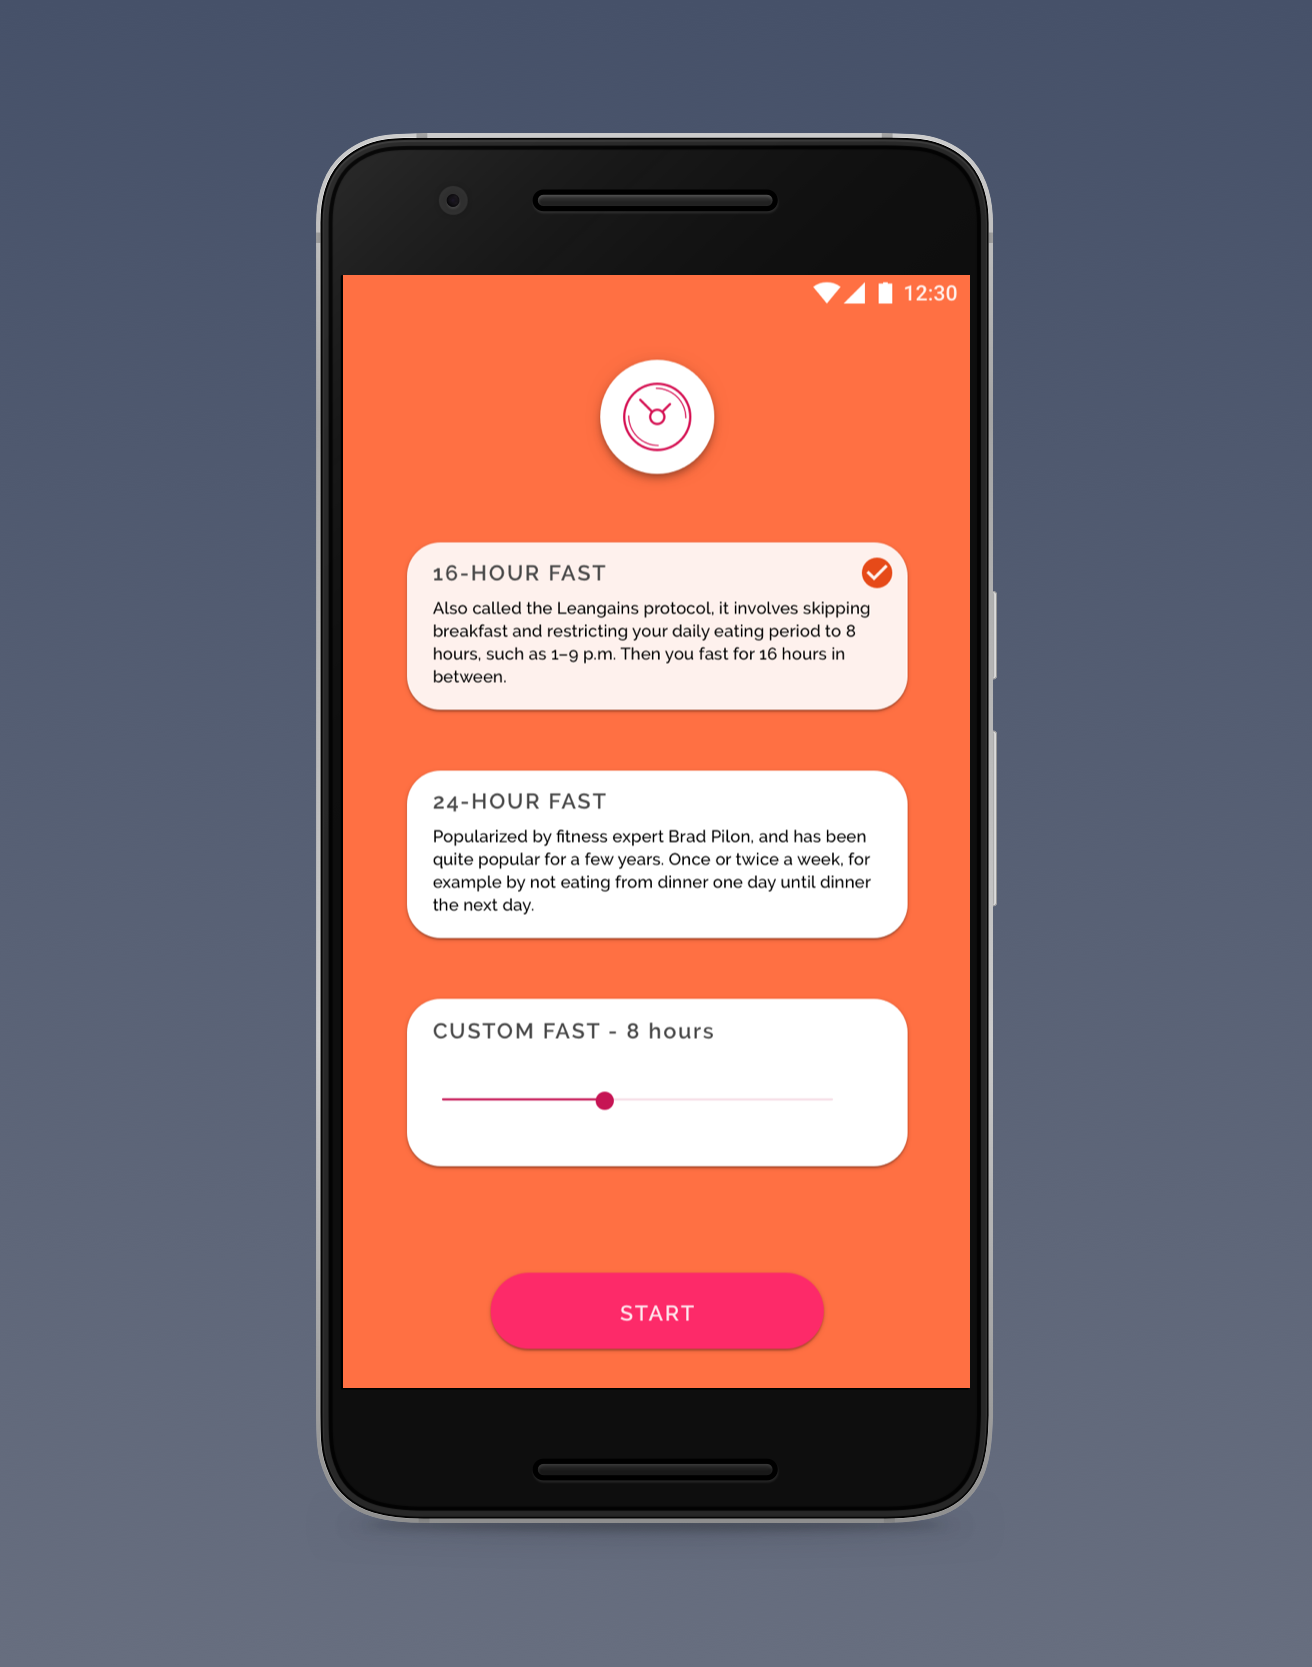 12:30
16-HOUR FAST
Also called the Leangains protocol, it involves skipping
breakfast and restricting your daily eating period to 8
hours, such as 1–9 p.m. Then you fast for 16 hours in
between.
24-HOUR FAST
Popularized by fitness expert Brad Pilon, and has been
quite popular for a few years. Once or twice a week, for
example by not eating from dinner one day until dinner
the next day.
CUSTOM FAST - 8 hours
START